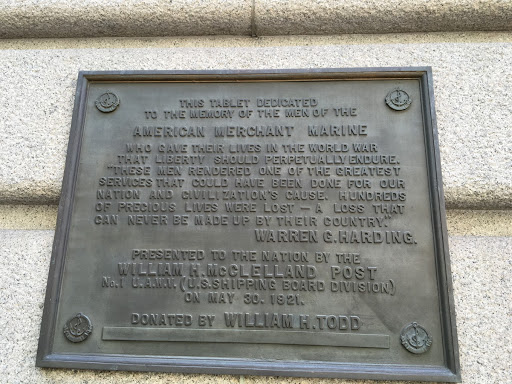 THIS TABLET DEDICATED
TO THE MEMORY OF THE MEN OF THE
AMERICAN MERCHANT MARINE
WHO GAVE THEIR LIVES IN THE WORLD WAR
THAT LIBERTY SHOULD PERPETUALLY ENDURE.
"THESE MEN RENDERED ONE OF THE GREATEST
SERVICES THAT COULD HAVE BEEN DONE FOR OUR
NATION AND CIVILIZATION'S CAUSE. HUNDREDS
OF PRECIOUS LIVES WERE LOST — A LOSS THAT
CAN NEVER BE MADE UP BY THEIR COUNTRY."
WARREN G. HARDING.
PRESENTED TO THE NATION BY THE
WILLIAM H. McCLELLAND POST
No. 1 U.A.W.V. (U.S. SHIPPING BOARD DIVISION)
ON MAY 30. 1921.
DONATED BY WILLIAM H. TODD